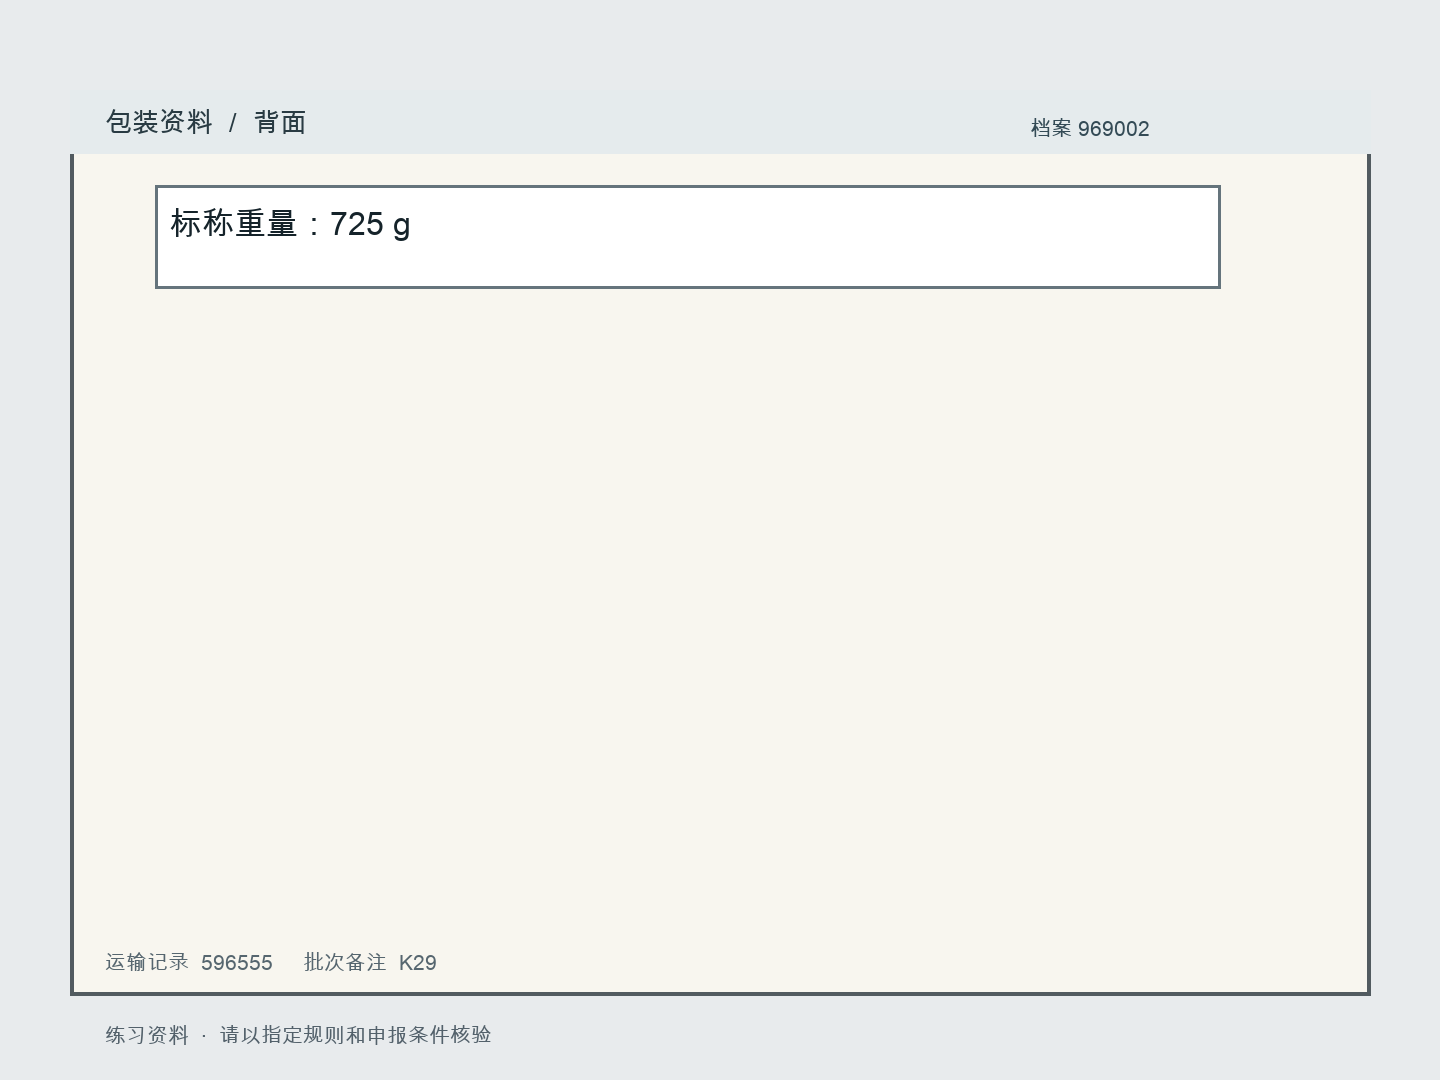 包装资料 / 背面
档案 969002
标称重量：725 g
运输记录 596555 批次备注 K29
练习资料 · 请以指定规则和申报条件核验